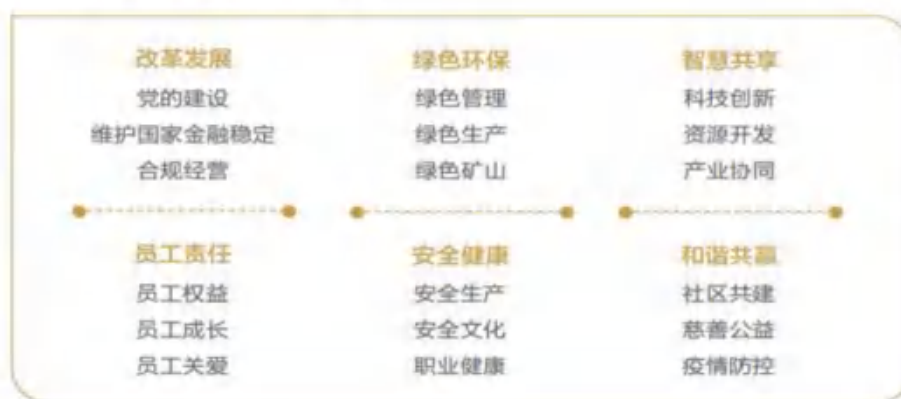 改革发展
党的建设
维护国家金融稳定
合规经营
绿色环保
绿色管理
绿色生产
绿色矿山
智慧共享
科技创新
资源开发
产业协同
员工责任
员工权益
员工成长
员工关爱
安全健康
安全生产
安全文化
职业健康
和谐共赢
社区共建
慈善公益
疫情防控